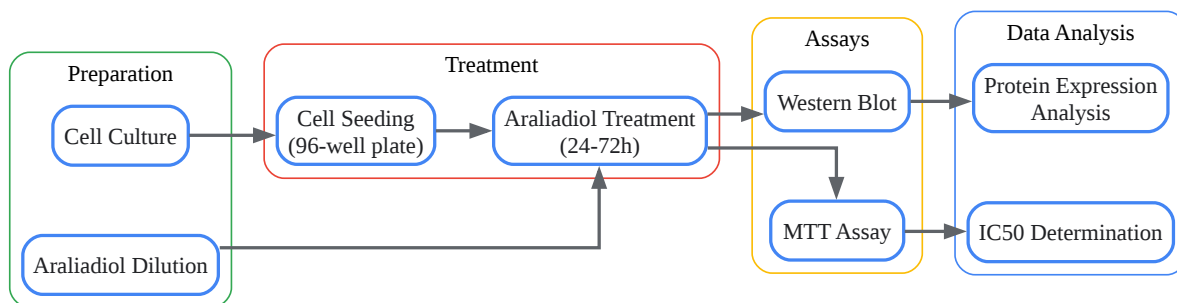 Preparation
Cell Culture
Araliadiol Dilution
Treatment
Cell Seeding
(96-well plate)
Araliadiol Treatment
(24-72h)
Assays
Western Blot
MTT Assay
Data Analysis
Protein Expression
Analysis
IC50 Determination